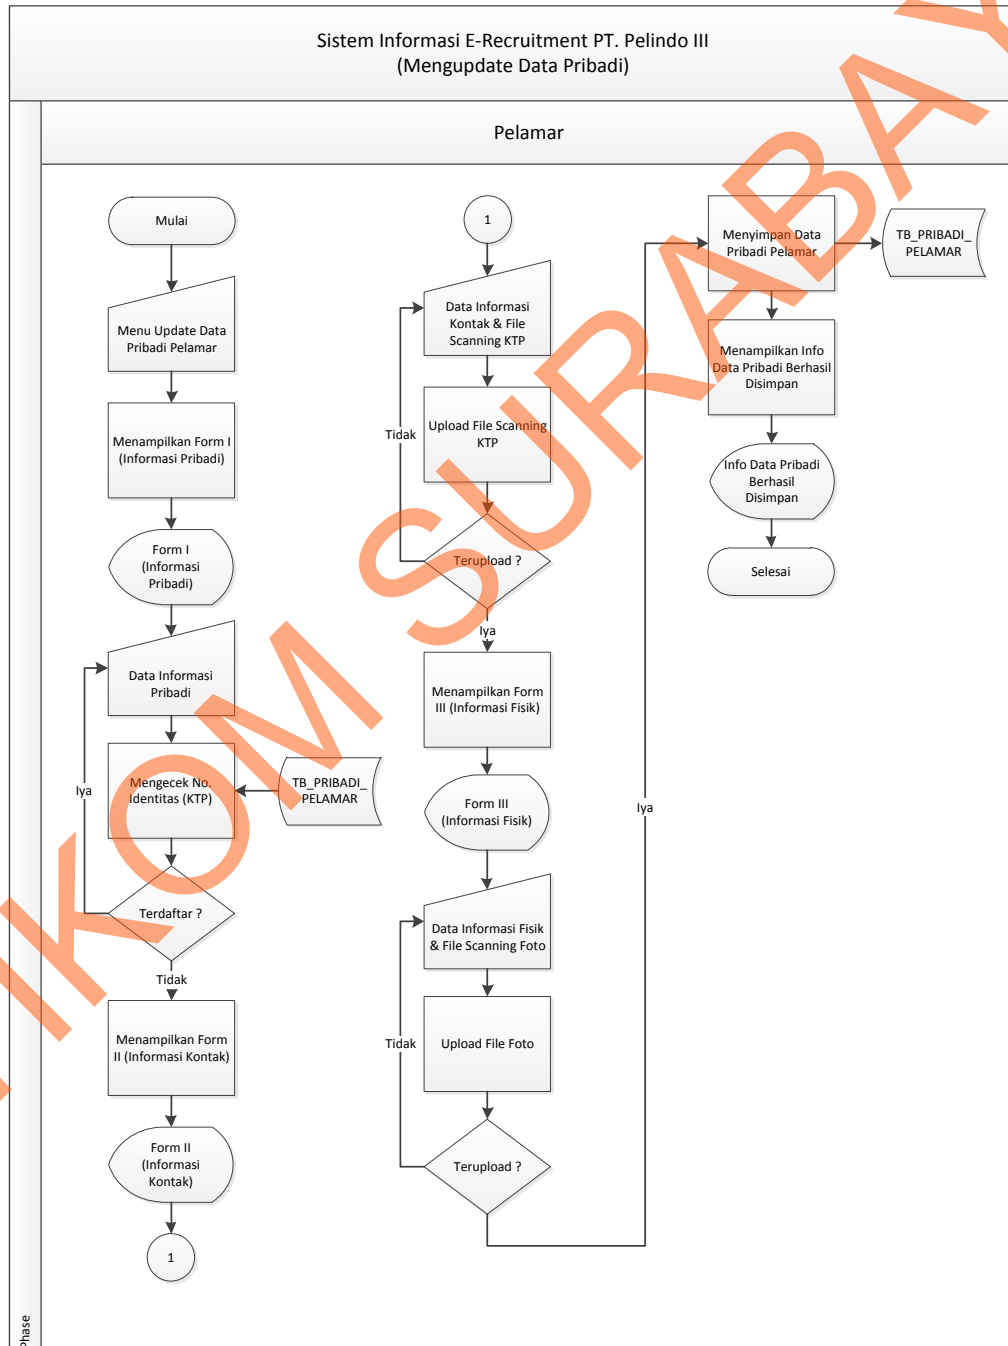 Sistem Informasi E-Recruitment PT. Pelindo III
(Mengupdate Data Pribadi)
Pelamar
Mulai
Menu Update Data
Pribadi Pelamar
Menampilkan Form I
(Informasi Pribadi)
Form I
(Informasi
Pribadi)
Data Informasi
Pribadi
Iya
Mengecek No.
Identitas (KTP)
TB_PRIBADI_
PELAMAR
Terdaftar ?
Tidak
Menampilkan Form
II (Informasi Kontak)
Form II
(Informasi
Kontak)
1
1
Data Informasi
Kontak & File
Scanning KTP
Tidak
Upload File Scanning
KTP
Terupload ?
Iya
Menampilkan Form
III (Informasi Fisik)
Form III
(Informasi Fisik)
Data Informasi Fisik
& File Scanning Foto
Tidak
Upload File Foto
Terupload ?
Iya
Menyimpan Data
Pribadi Pelamar
TB_PRIBADI_
PELAMAR
Menampilkan Info
Data Pribadi Berhasil
Disimpan
Info Data Pribadi
Berhasil
Disimpan
Selesai
Phase
IKOM SURABAY